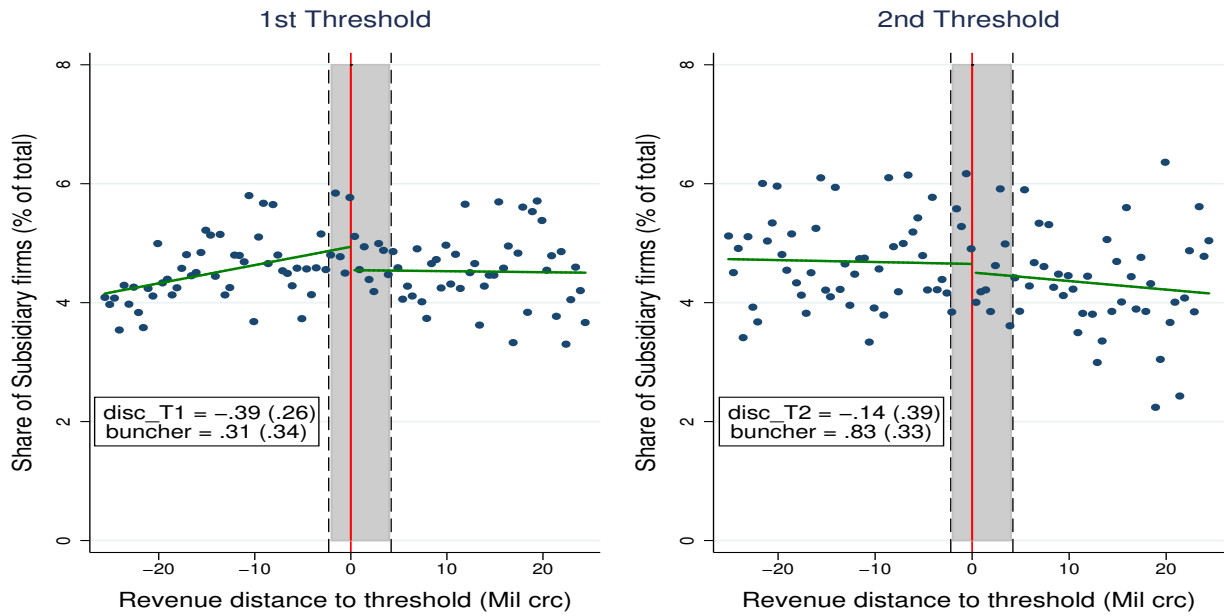 1st Threshold
Share of Subsidiary firms (% of total)
8
6
4
2
0
disc_T1 = −.39 (.26)
buncher = .31 (.34)
−20
−10
0
10
20
Revenue distance to threshold (Mil crc)
2nd Threshold
Share of Subsidiary firms (% of total)
8
6
4
2
0
disc_T2 = −.14 (.39)
buncher = .83 (.33)
−20
−10
0
10
20
Revenue distance to threshold (Mil crc)